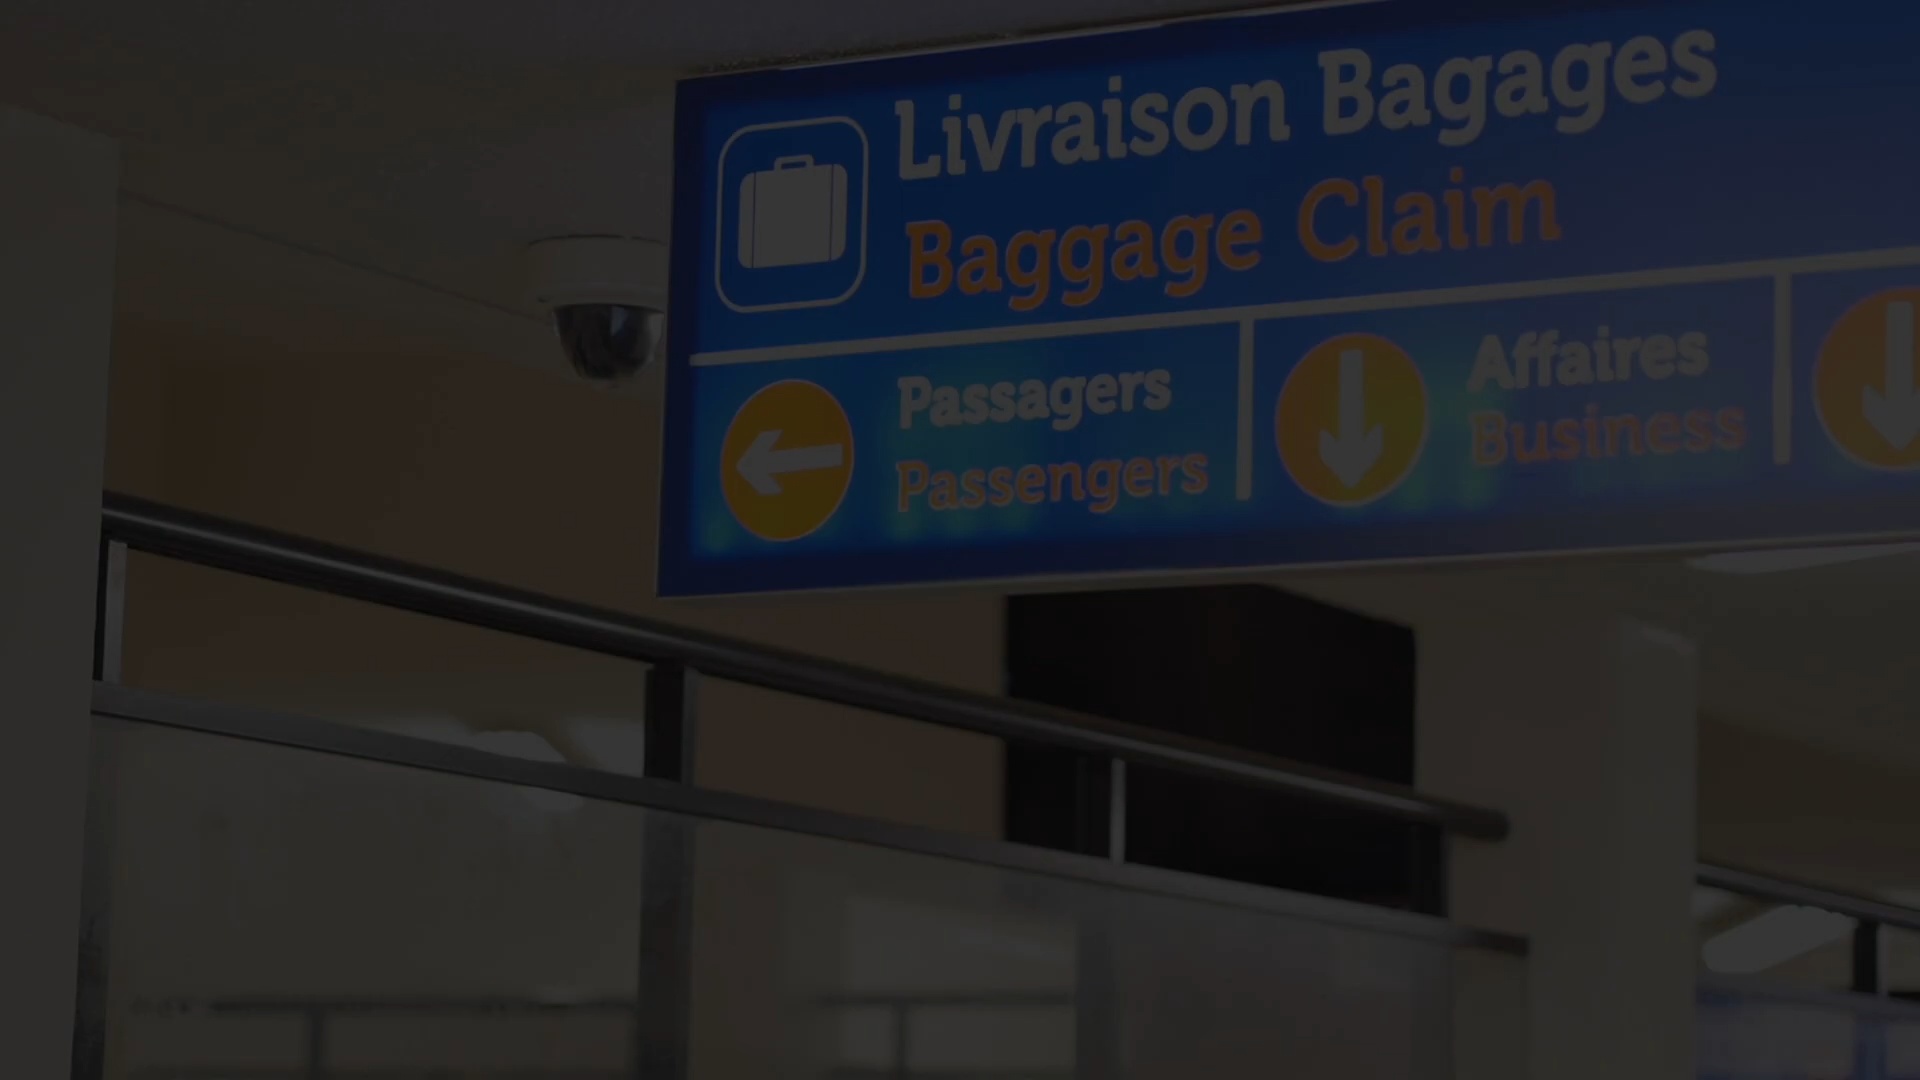 Livraison Bagages
Baggage Claim
Passagers
Passengers
Affaires
Business